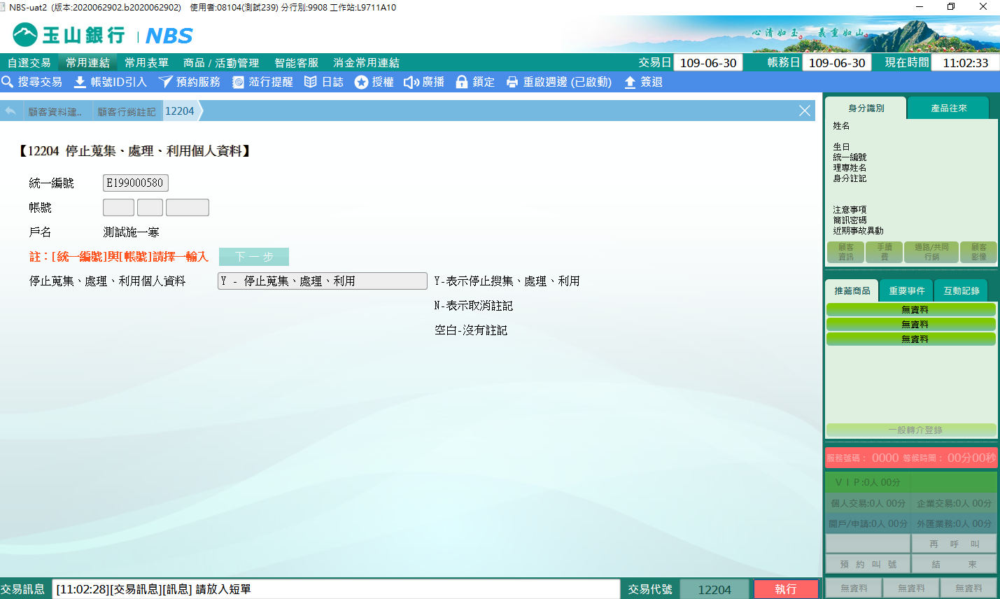 NBS-uat2 (版本:2020062902.b2020062902) 使用者:08104(測試239) 分行別:9908 工作站:L9711A10
玉山銀行 | NBS
心清如玉。義重如山。
自選交易 常用連結 常用表單 商品 / 活動管理 智能客服 消金常用連結 交易日 109-06-30 帳務日 109-06-30 現在時間 11:02:33
搜尋交易 帳號ID引入 預約服務 蒞行提醒 日誌 授權 廣播 鎖定 重啟週邊 (已啟動) 簽退
顧客資料建.. 顧客行銷註記 12204
【12204 停止蒐集、處理、利用個人資料】
統一編號 E199000580
帳號
戶名 測試施一寒
註：[統一編號]與[帳號]請擇一輸入 下一步
停止蒐集、處理、利用個人資料 Y - 停止蒐集、處理、利用 Y-表示停止搜集、處理、利用
N-表示取消註記
空白-沒有註記
身分識別 產品往來
姓名
生日
統一編號
理專姓名
身分註記
注意事項
簡訊密碼
近期事故異動
顧客資訊 手續費 通路/共同行銷 顧客影像
推薦商品 重要事件 互動記錄
無資料
無資料
無資料
一般轉介登錄
服務號碼： 0000 等候時間： 00分00秒
ＶＩＰ:0人 00分
個人交易:0人 00分 企業交易:0人 00分
開戶/申請:0人 00分 外匯業務:0人 00分
再 呼 叫
預 約 叫 號 結 束
無資料 無資料 無資料
交易訊息 [11:02:28][交易訊息][訊息] 請放入短單 交易代號 12204 執行